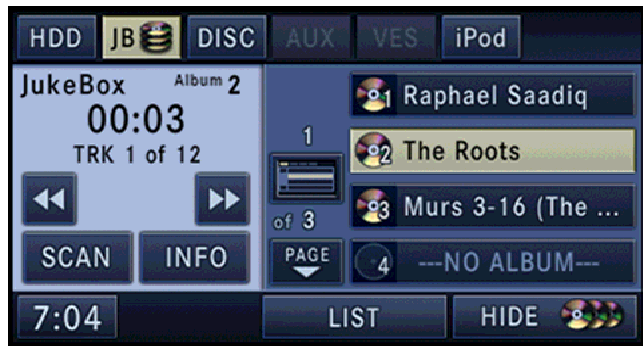 HDD JB DISC AUX VES iPod
JukeBox Album 2
00:03
TRK 1 of 12
SCAN INFO
1
of 3
PAGE
1 Raphael Saadiq
2 The Roots
3 Murs 3-16 (The ...
4 ---NO ALBUM---
7:04 LIST HIDE